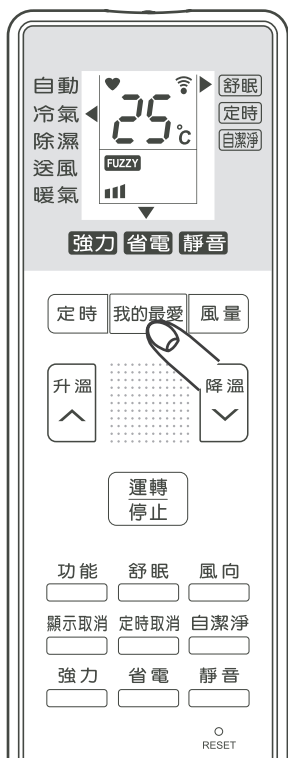 自動 舒眠
冷氣 25℃ 定時
除濕 自潔淨
送風 FUZZY
暖氣
強力 省電 靜音
定時 我的最愛 風量
升溫 降溫
運轉
停止
功能 舒眠 風向
顯示取消 定時取消 自潔淨
強力 省電 靜音
RESET